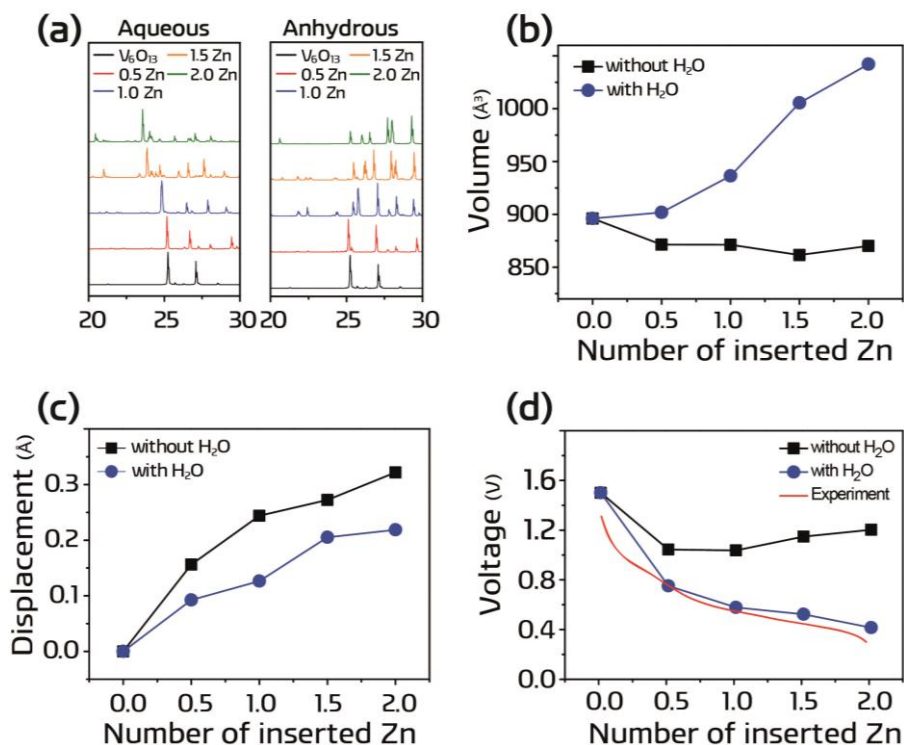 (a)
Aqueous
V₆O₁₃ 1.5 Zn
0.5 Zn 2.0 Zn
1.0 Zn
20 25 30
Anhydrous
V₆O₁₃ 1.5 Zn
0.5 Zn 2.0 Zn
1.0 Zn
20 25 30
(b)
without H₂O
with H₂O
Volume (Å³)
1000
950
900
850
0.0 0.5 1.0 1.5 2.0
Number of inserted Zn
(c)
without H₂O
with H₂O
Displacement (Å)
0.3
0.2
0.1
0.0
0.0 0.5 1.0 1.5 2.0
Number of inserted Zn
(d)
without H₂O
with H₂O
Experiment
Voltage (V)
1.6
1.2
0.8
0.4
0.0
0.0 0.5 1.0 1.5 2.0
Number of inserted Zn